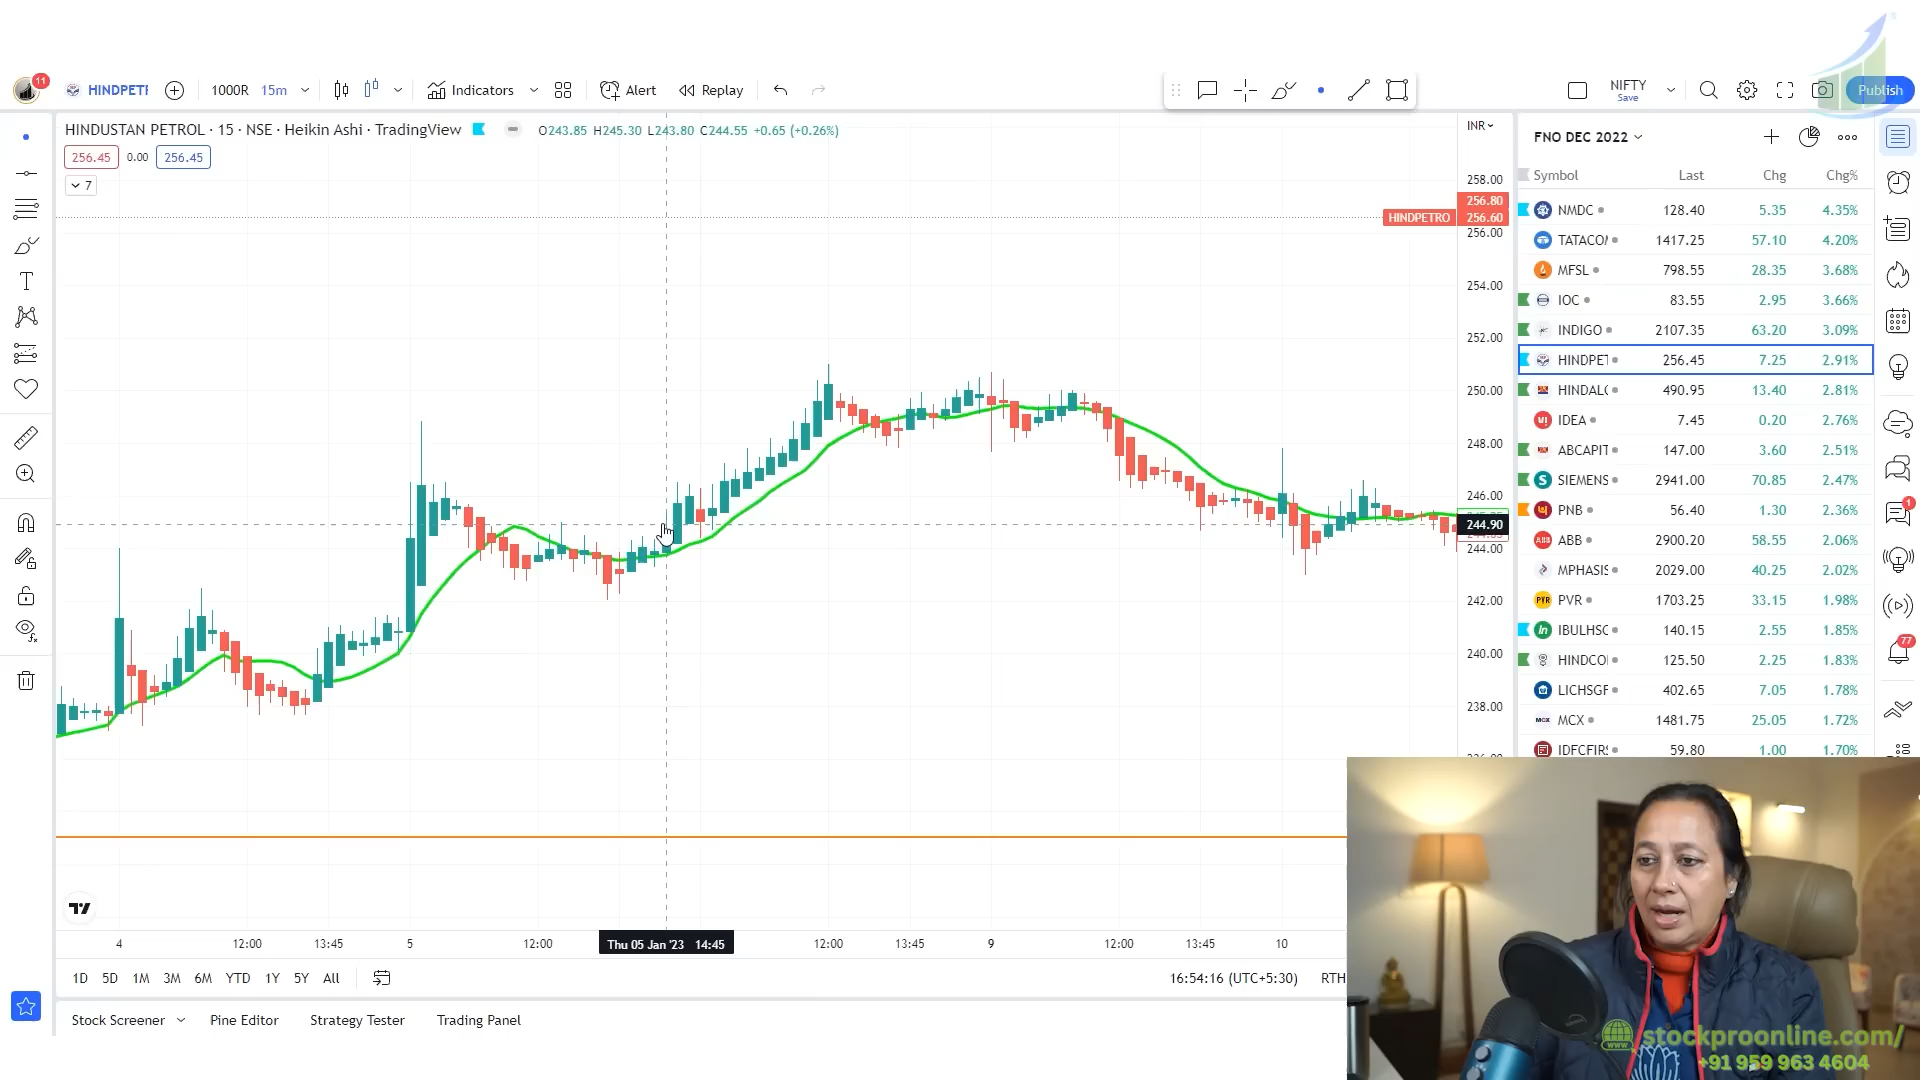 11
HINDPETI
1000R 15m
Indicators
Alert
Replay
NIFTY
Save
Publish
HINDUSTAN PETROL · 15 · NSE · Heikin Ashi · TradingView
O243.85 H245.30 L243.80 C244.55 +0.65 (+0.26%)
256.45 0.00 256.45
7
INR
258.00
256.80
HINDPETRO 256.60
256.00
254.00
252.00
250.00
248.00
246.00
244.90
244.00
242.00
240.00
238.00
4 12:00 13:45 5 12:00 Thu 05 Jan '23 14:45 12:00 13:45 9 12:00 13:45 10
1D 5D 1M 3M 6M YTD 1Y 5Y All
16:54:16 (UTC+5:30) RTH
Stock Screener Pine Editor Strategy Tester Trading Panel
FNO DEC 2022
Symbol Last Chg Chg%
NMDC 128.40 5.35 4.35%
TATACO 1417.25 57.10 4.20%
MFSL 798.55 28.35 3.68%
IOC 83.55 2.95 3.66%
INDIGO 2107.35 63.20 3.09%
HINDPET 256.45 7.25 2.91%
HINDALC 490.95 13.40 2.81%
IDEA 7.45 0.20 2.76%
ABCAPIT 147.00 3.60 2.51%
SIEMENS 2941.00 70.85 2.47%
PNB 56.40 1.30 2.36%
ABB 2900.20 58.55 2.06%
MPHASIS 2029.00 40.25 2.02%
PVR 1703.25 33.15 1.98%
IBULHSG 140.15 2.55 1.85%
HINDCO 125.50 2.25 1.83%
LICHSGF 402.65 7.05 1.78%
MCX 1481.75 25.05 1.72%
IDFCFIRS 59.80 1.00 1.70%
1
77
stockproonline.com/
+91 959 963 4604